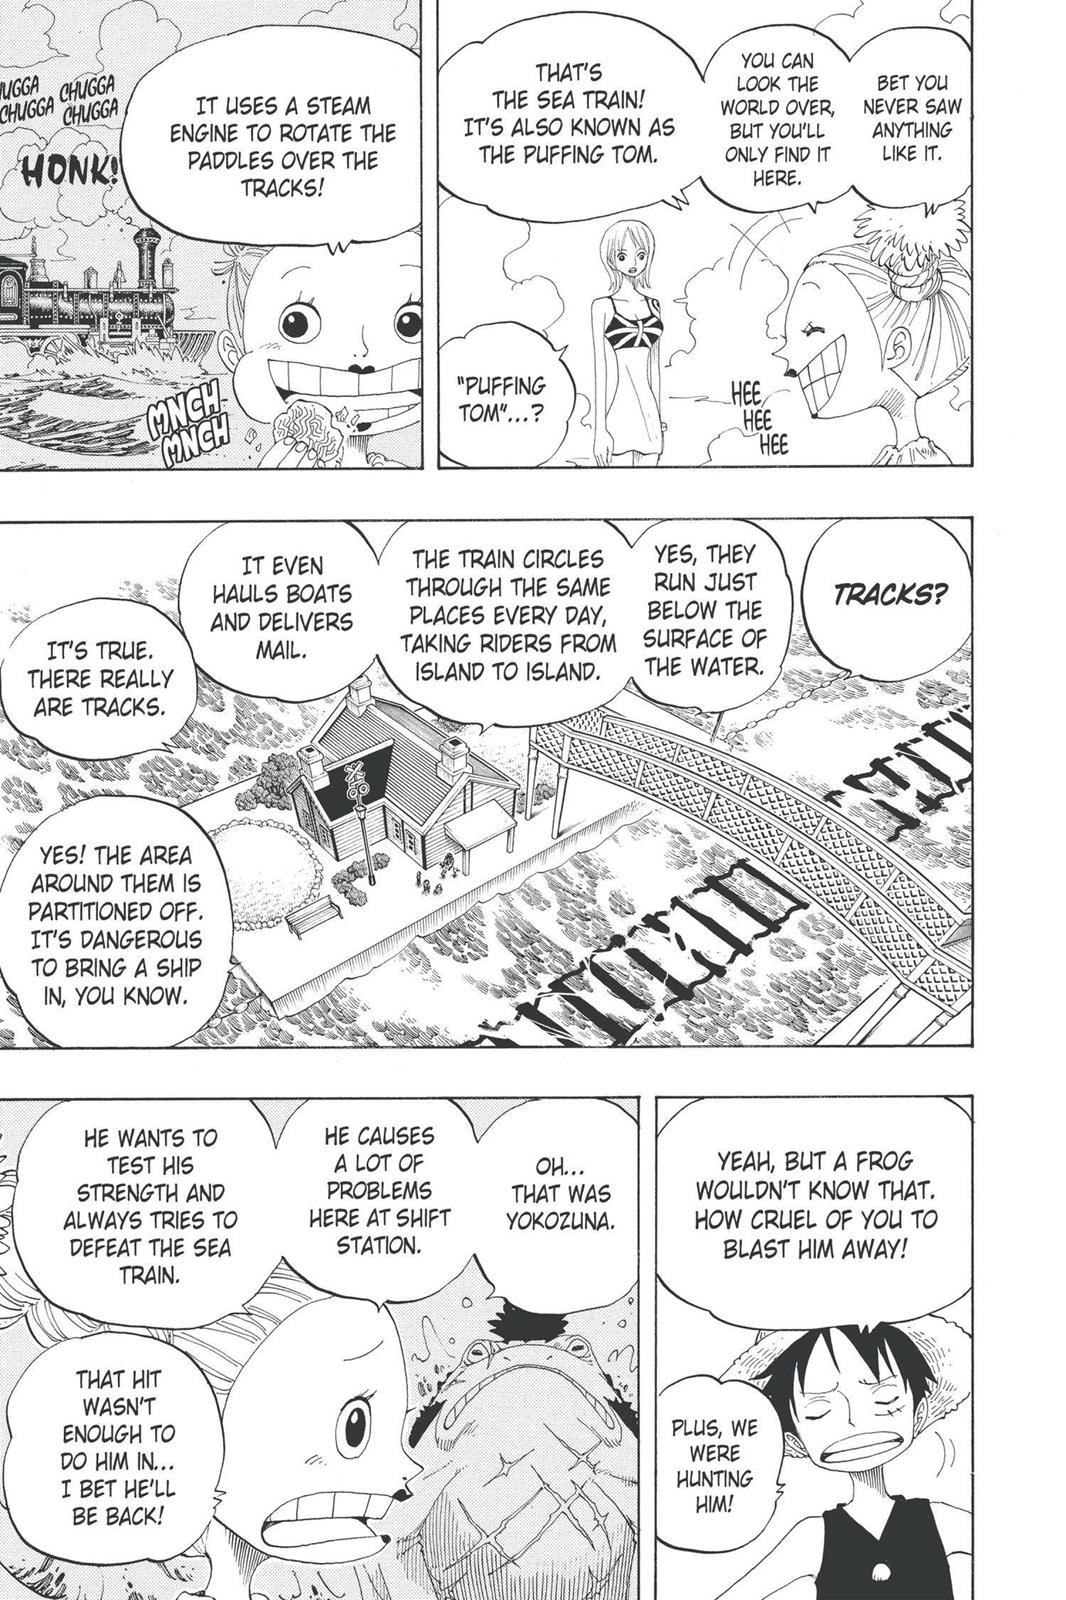 BET YOU
NEVER SAW
ANYTHING
LIKE IT.
YOU CAN
LOOK THE
WORLD OVER,
BUT YOU'LL
ONLY FIND IT
HERE.
THAT'S
THE SEA TRAIN!
IT'S ALSO KNOWN AS
THE PUFFING TOM.
HEE
HEE
HEE
"PUFFING
TOM"...?
IT USES A STEAM
ENGINE TO ROTATE THE
PADDLES OVER THE
TRACKS!
CHUGGA
CHUGGA
CHUGGA
CHUGGA
HONK!
MNCH
MNCH
TRACKS?
YES, THEY
RUN JUST
BELOW THE
SURFACE OF
THE WATER.
THE TRAIN CIRCLES
THROUGH THE SAME
PLACES EVERY DAY,
TAKING RIDERS FROM
ISLAND TO ISLAND.
IT EVEN
HAULS BOATS
AND DELIVERS
MAIL.
IT'S TRUE.
THERE REALLY
ARE TRACKS.
YES! THE AREA
AROUND THEM IS
PARTITIONED OFF.
IT'S DANGEROUS
TO BRING A SHIP
IN, YOU KNOW.
YEAH, BUT A FROG
WOULDN'T KNOW THAT.
HOW CRUEL OF YOU TO
BLAST HIM AWAY!
PLUS, WE
WERE
HUNTING
HIM!
OH...
THAT WAS
YOKOZUNA.
HE CAUSES
A LOT OF
PROBLEMS
HERE AT SHIFT
STATION.
HE WANTS TO
TEST HIS
STRENGTH AND
ALWAYS TRIES TO
DEFEAT THE SEA
TRAIN.
THAT HIT
WASN'T
ENOUGH TO
DO HIM IN...
I BET HE'LL
BE BACK!